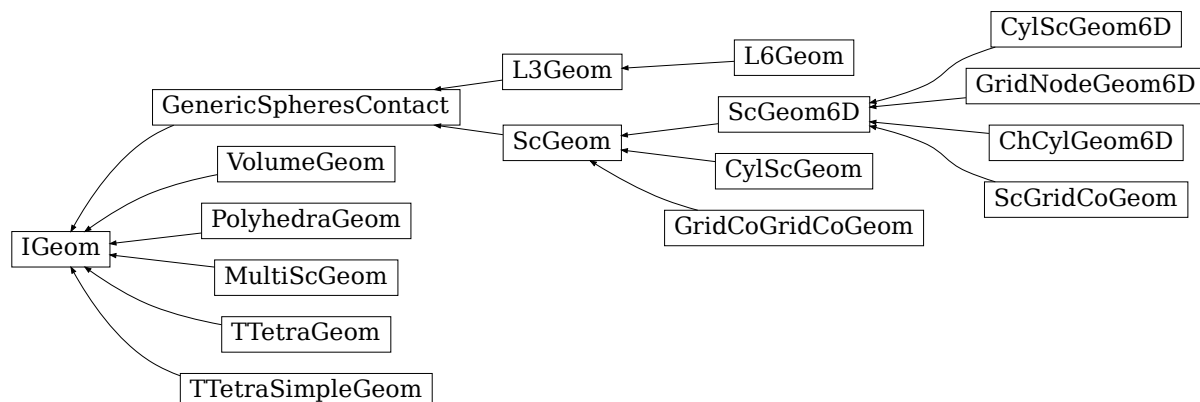 CylScGeom6D
L6Geom
L3Geom
GridNodeGeom6D
GenericSpheresContact
ScGeom6D
ScGeom
ChCylGeom6D
VolumeGeom
CylScGeom
ScGridCoGeom
PolyhedraGeom
GridCoGridCoGeom
IGeom
MultiScGeom
TTetraGeom
TTetraSimpleGeom